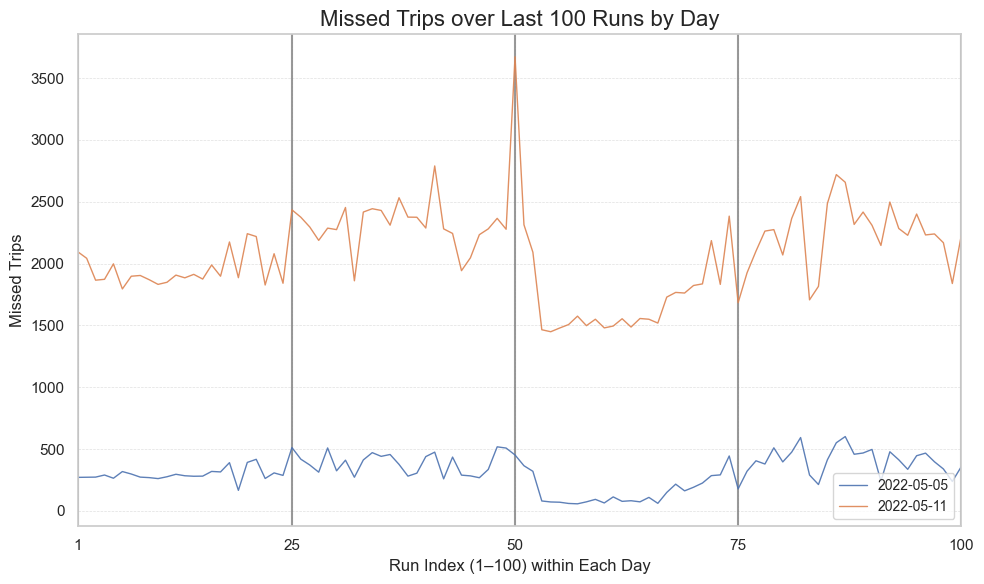 Missed Trips over Last 100 Runs by Day
Missed Trips
3500
3000
2500
2000
1500
1000
500
0
1 25 50 75 100
Run Index (1–100) within Each Day
2022-05-05
2022-05-11